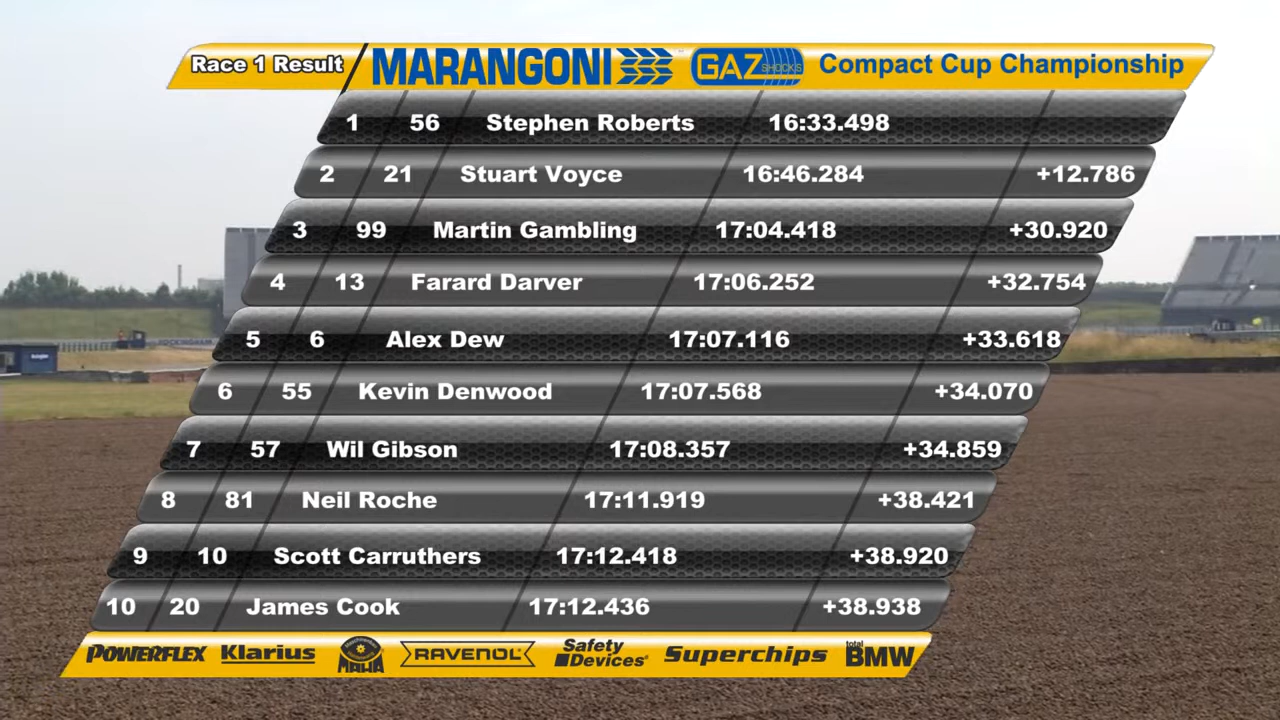 Race 1 Result MARANGONI GAZ SHOCKS Compact Cup Championship
1 56 Stephen Roberts 16:33.498
2 21 Stuart Voyce 16:46.284 +12.786
3 99 Martin Gambling 17:04.418 +30.920
4 13 Farard Darver 17:06.252 +32.754
5 6 Alex Dew 17:07.116 +33.618
6 55 Kevin Denwood 17:07.568 +34.070
7 57 Wil Gibson 17:08.357 +34.859
8 81 Neil Roche 17:11.919 +38.421
9 10 Scott Carruthers 17:12.418 +38.920
10 20 James Cook 17:12.436 +38.938
POWERFLEX Klarius MAHA RAVENOL Safety Devices Superchips total BMW